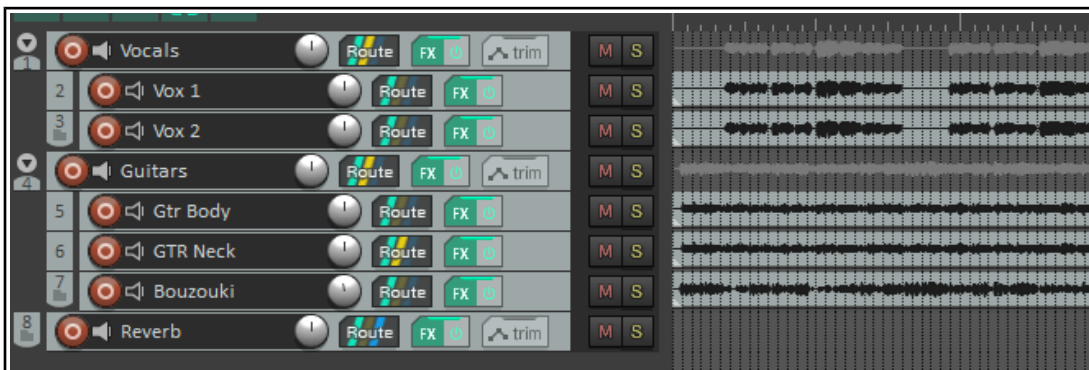 1 Vocals Route FX trim M S
2 Vox 1 Route FX M S
3 Vox 2 Route FX M S
4 Guitars Route FX trim M S
5 Gtr Body Route FX M S
6 GTR Neck Route FX M S
7 Bouzouki Route FX M S
8 Reverb Route FX trim M S